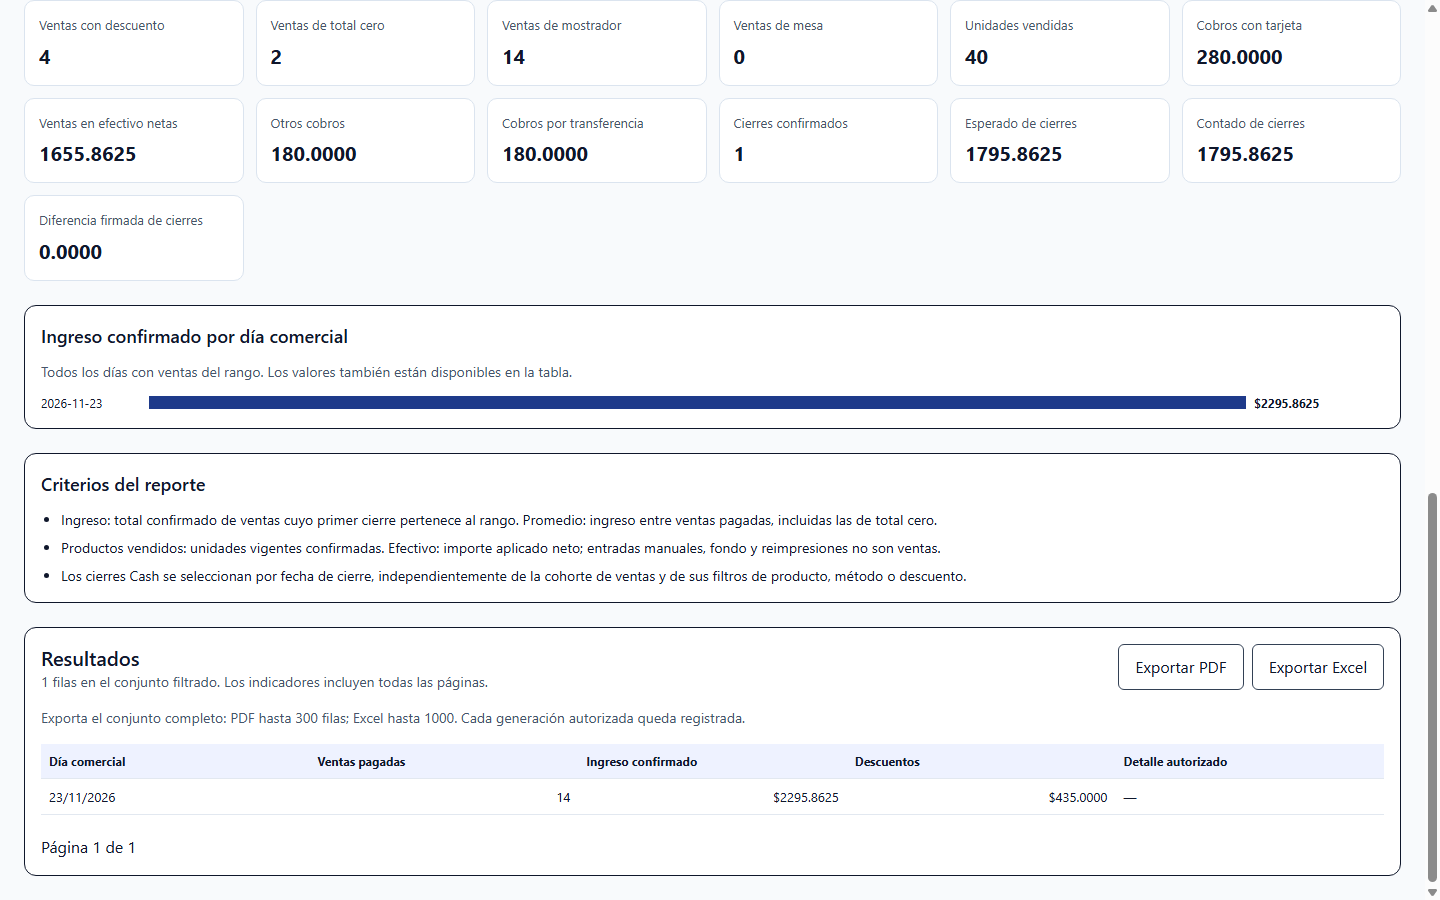 Ventas con descuento
4
Ventas de total cero
2
Ventas de mostrador
14
Ventas de mesa
0
Unidades vendidas
40
Cobros con tarjeta
280.0000
Ventas en efectivo netas
1655.8625
Otros cobros
180.0000
Cobros por transferencia
180.0000
Cierres confirmados
1
Esperado de cierres
1795.8625
Contado de cierres
1795.8625
Diferencia firmada de cierres
0.0000
Ingreso confirmado por día comercial
Todos los días con ventas del rango. Los valores también están disponibles en la tabla.
2026-11-23 $2295.8625
Criterios del reporte
• Ingreso: total confirmado de ventas cuyo primer cierre pertenece al rango. Promedio: ingreso entre ventas pagadas, incluidas las de total cero.
• Productos vendidos: unidades vigentes confirmadas. Efectivo: importe aplicado neto; entradas manuales, fondo y reimpresiones no son ventas.
• Los cierres Cash se seleccionan por fecha de cierre, independientemente de la cohorte de ventas y de sus filtros de producto, método o descuento.
Resultados
1 filas en el conjunto filtrado. Los indicadores incluyen todas las páginas.
Exportar PDF Exportar Excel
Exporta el conjunto completo: PDF hasta 300 filas; Excel hasta 1000. Cada generación autorizada queda registrada.
Día comercial Ventas pagadas Ingreso confirmado Descuentos Detalle autorizado
23/11/2026 14 $2295.8625 $435.0000 —
Página 1 de 1